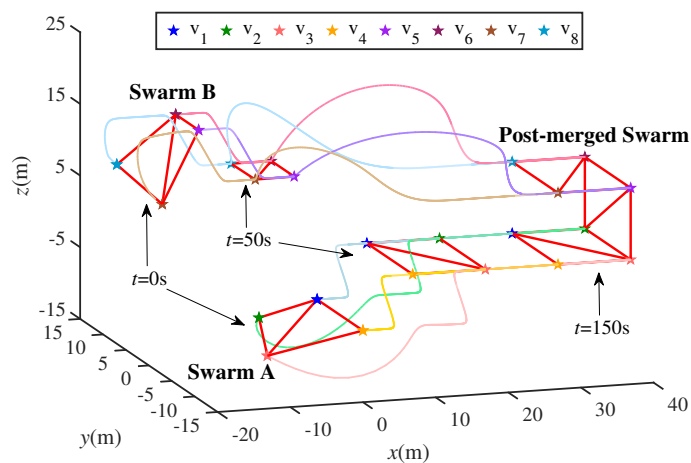 v₁ v₂ v₃ v₄ v₅ v₆ v₇ v₈
25
15
5
-5
-15
z(m)
Swarm B
Post-merged Swarm
t=50s
t=0s
t=150s
Swarm A
15
10
5
0
-5
-10
-15
y(m)
-20
-10
0
10
20
30
40
x(m)